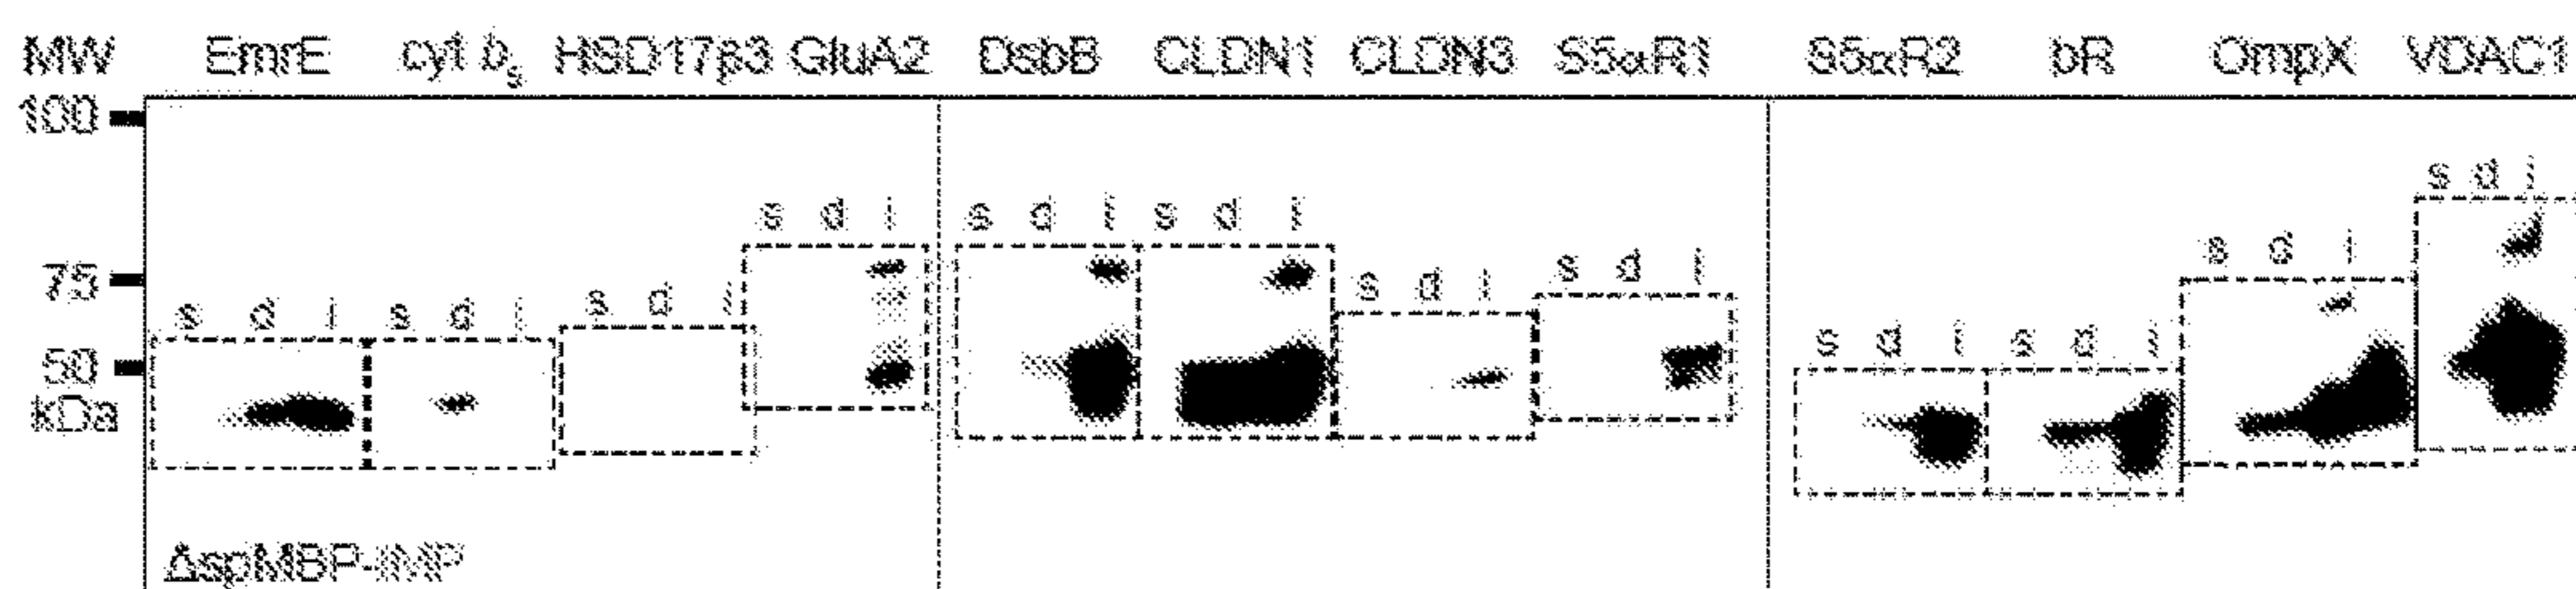 MW EmrE cyt b5 HSD17β3 GluA2 DsbB CLDN1 CLDN3 S5αR1 S5αR2 bR OmpX VDAC1
100
s d i
s d i s d i s d i
s d i s d i
75
s d i s d i s d i
s d i s d i
50
kDa
ΔspMBP-IMP